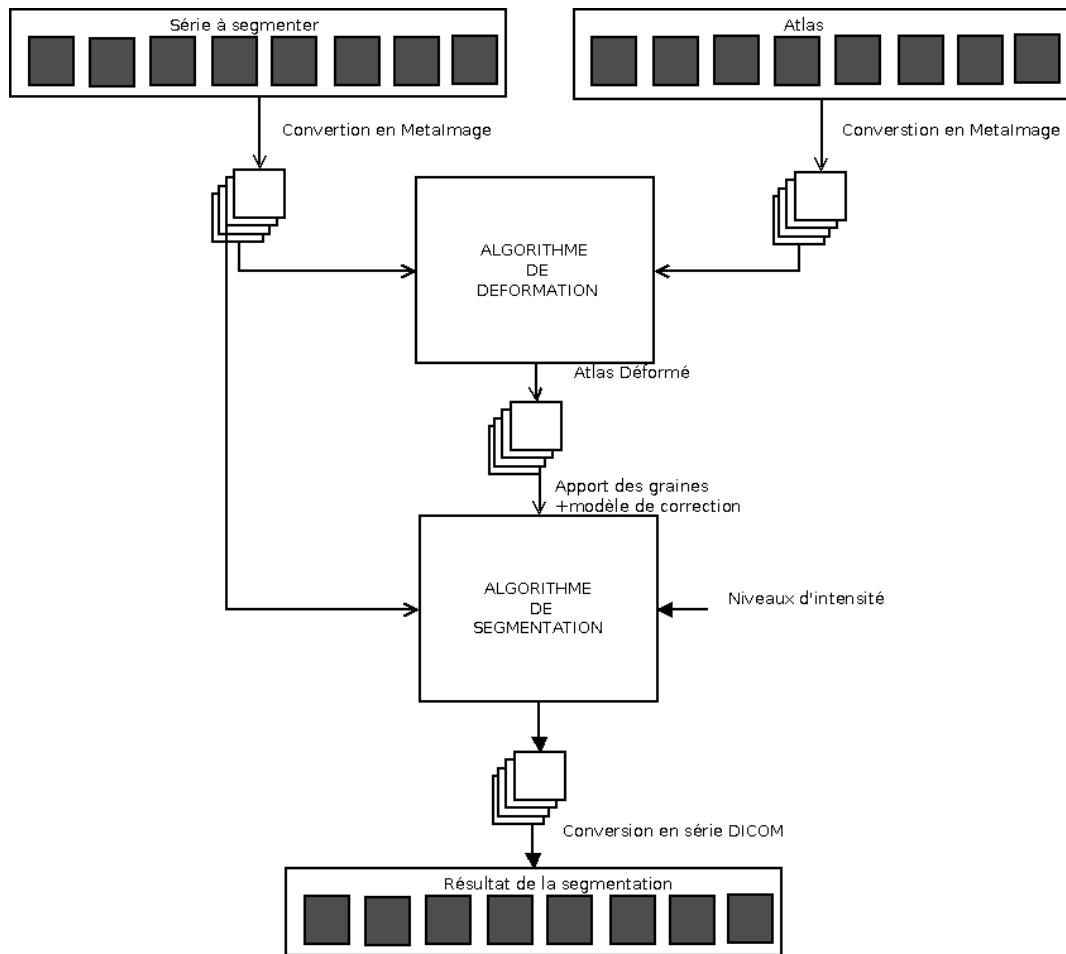 Série à segmenter
Atlas
Convertion en MetaImage
Converstion en MetaImage
ALGORITHME
DE
DEFORMATION
Atlas Déformé
Apport des graines
+modèle de correction
ALGORITHME
DE
SEGMENTATION
Niveaux d'intensité
Conversion en série DICOM
Résultat de la segmentation